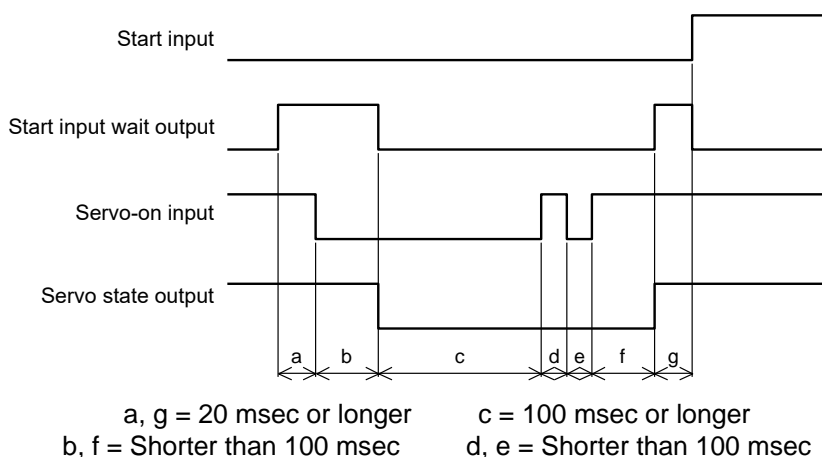 Start input
Start input wait output
Servo-on input
Servo state output
a b c d e f g
a, g = 20 msec or longer c = 100 msec or longer
b, f = Shorter than 100 msec d, e = Shorter than 100 msec